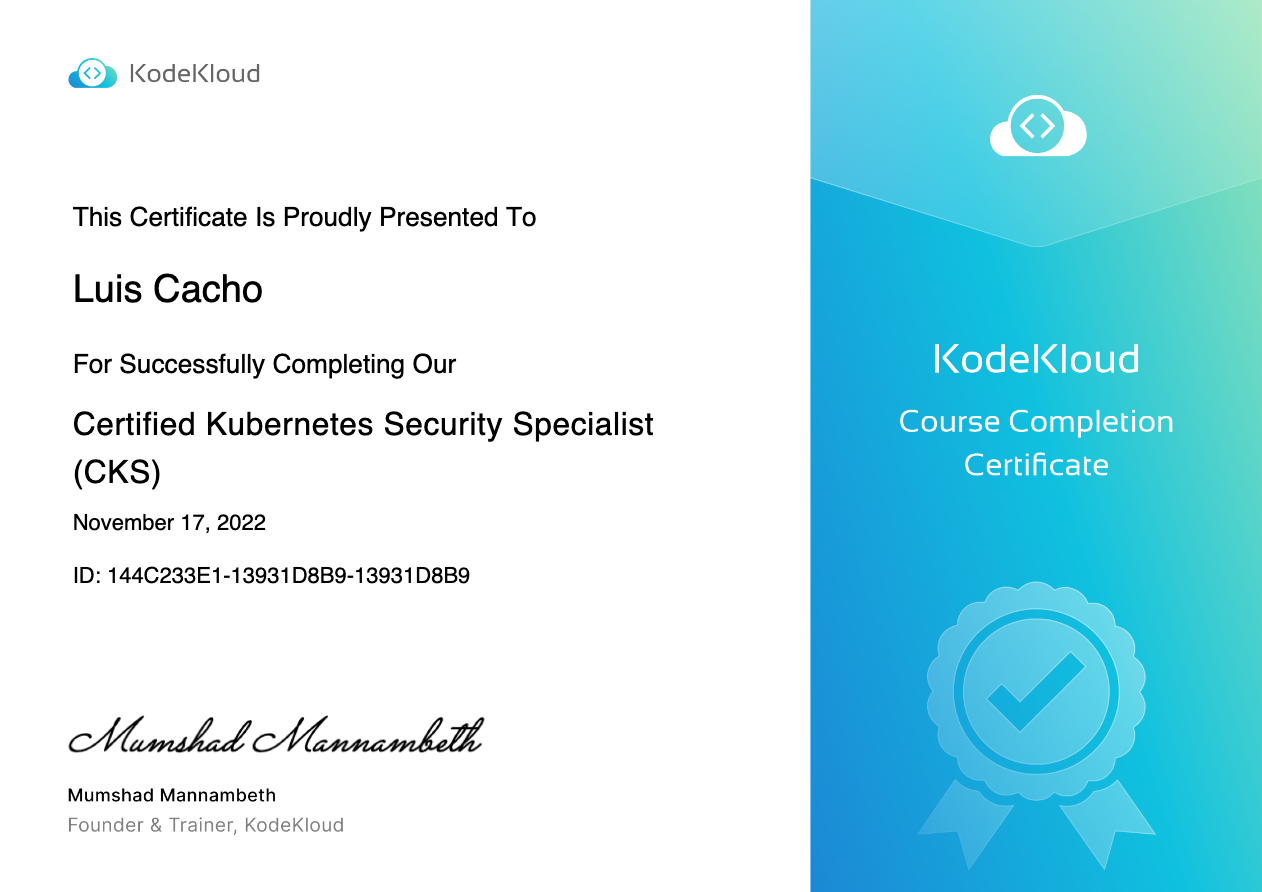 KodeKloud
This Certificate Is Proudly Presented To
Luis Cacho
For Successfully Completing Our
Certified Kubernetes Security Specialist
(CKS)
November 17, 2022
ID: 144C233E1-13931D8B9-13931D8B9
Mumshad Mannambeth
Mumshad Mannambeth
Founder & Trainer, KodeKloud
KodeKloud
Course Completion
Certificate